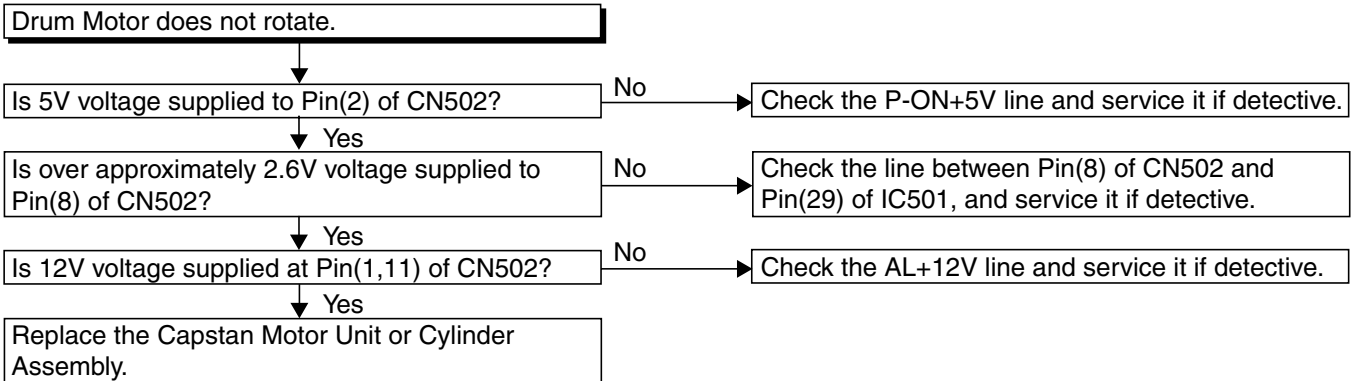 Drum Motor does not rotate.
Is 5V voltage supplied to Pin(2) of CN502?
No
Check the P-ON+5V line and service it if detective.
Yes
Is over approximately 2.6V voltage supplied to
Pin(8) of CN502?
No
Check the line between Pin(8) of CN502 and
Pin(29) of IC501, and service it if detective.
Yes
Is 12V voltage supplied at Pin(1,11) of CN502?
No
Check the AL+12V line and service it if detective.
Yes
Replace the Capstan Motor Unit or Cylinder
Assembly.